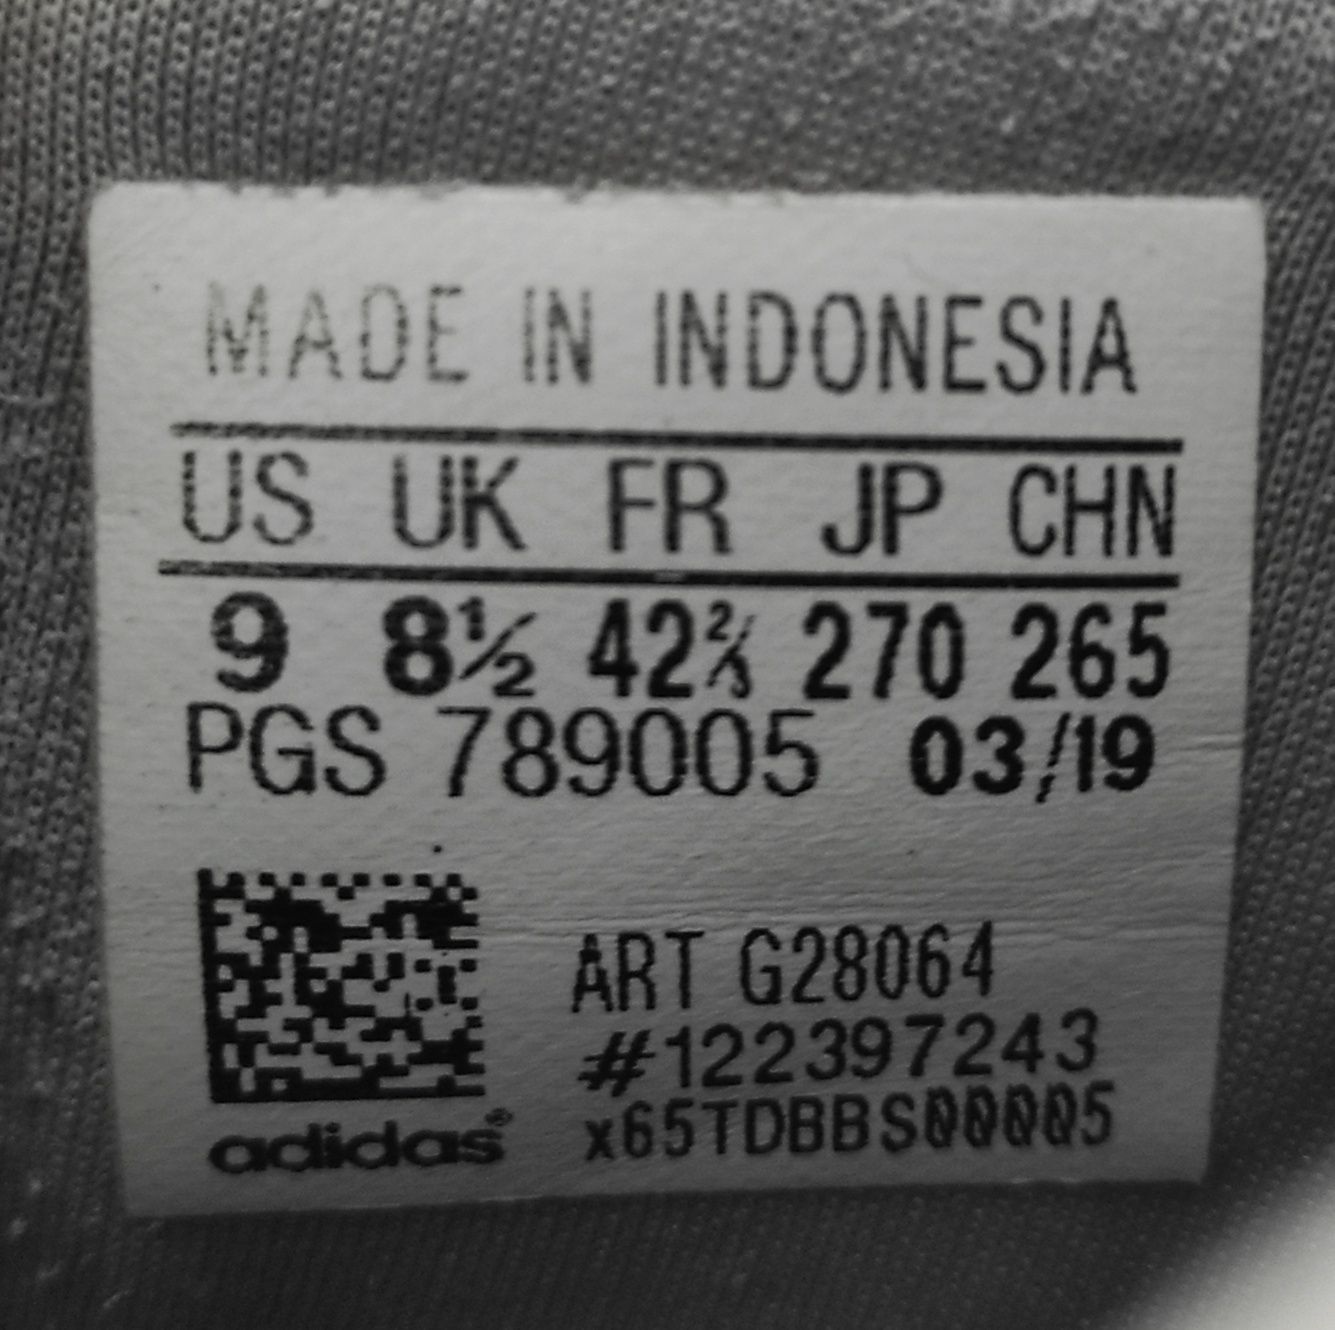 MADE IN INDONESIA
US UK FR JP CHN
9 8½ 42⅔ 270 265
PGS 789005 03/19
ART G28064
#122397243
x65TDBBS00005
adidas®